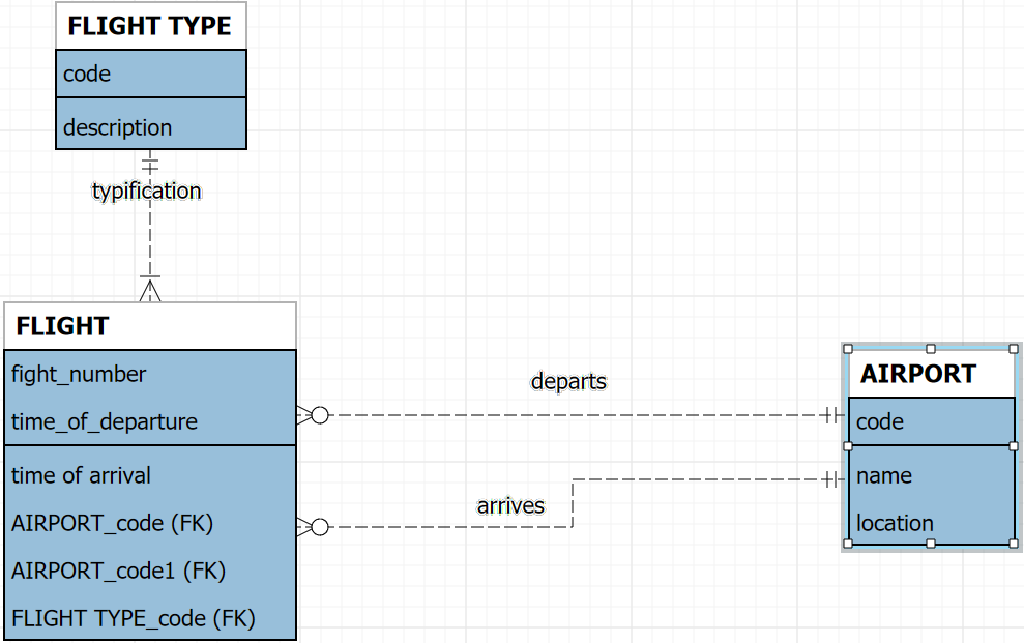 FLIGHT TYPE
code
description
typification
FLIGHT
fight_number
time_of_departure
time of arrival
AIRPORT_code (FK)
AIRPORT_code1 (FK)
FLIGHT TYPE_code (FK)
departs
arrives
AIRPORT
code
name
location